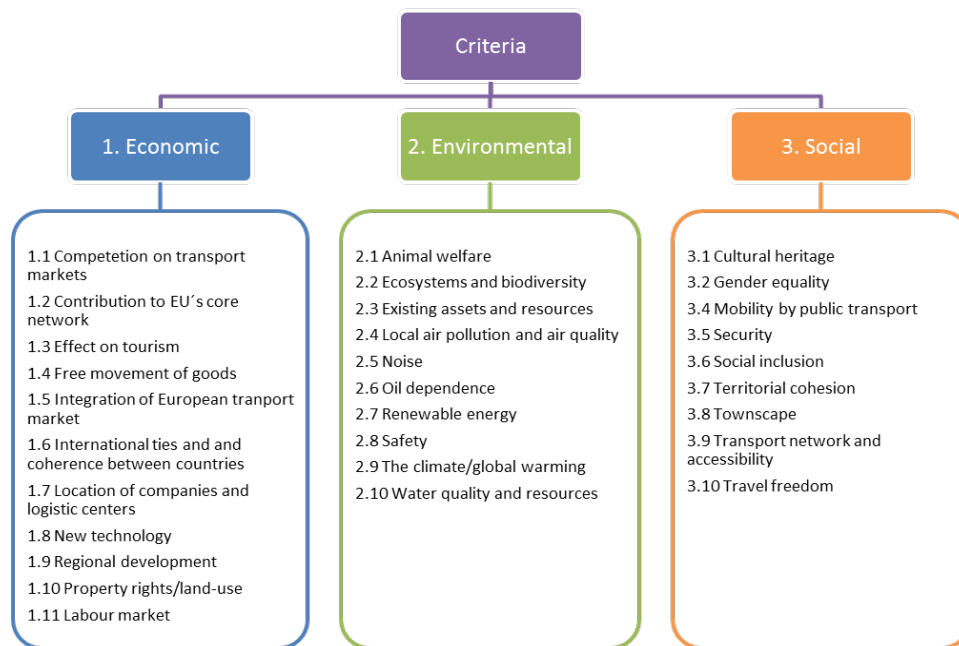 Criteria
1. Economic
2. Environmental
3. Social
1.1 Competetion on transport
markets
1.2 Contribution to EU´s core
network
1.3 Effect on tourism
1.4 Free movement of goods
1.5 Integration of European tranport
market
1.6 International ties and and
coherence between countries
1.7 Location of companies and
logistic centers
1.8 New technology
1.9 Regional development
1.10 Property rights/land-use
1.11 Labour market
2.1 Animal welfare
2.2 Ecosystems and biodiversity
2.3 Existing assets and resources
2.4 Local air pollution and air quality
2.5 Noise
2.6 Oil dependence
2.7 Renewable energy
2.8 Safety
2.9 The climate/global warming
2.10 Water quality and resources
3.1 Cultural heritage
3.2 Gender equality
3.4 Mobility by public transport
3.5 Security
3.6 Social inclusion
3.7 Territorial cohesion
3.8 Townscape
3.9 Transport network and
accessibility
3.10 Travel freedom